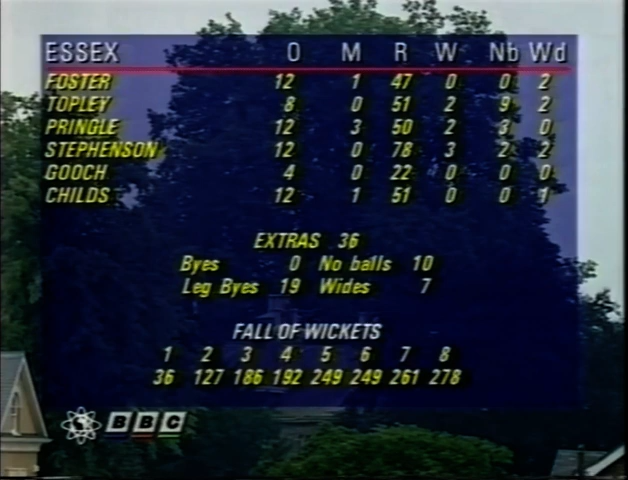 ESSEX O M R W Nb Wd
FOSTER 12 1 47 0 0 2
TOPLEY 8 0 51 2 9 2
PRINGLE 12 3 50 2 3 0
STEPHENSON 12 0 78 3 2 2
GOOCH 4 0 22 0 0 0
CHILDS 12 1 51 0 0 1
EXTRAS 36
Byes 0 No balls 10
Leg Byes 19 Wides 7
FALL OF WICKETS
1 2 3 4 5 6 7 8
36 127 186 192 249 249 261 278
BBC